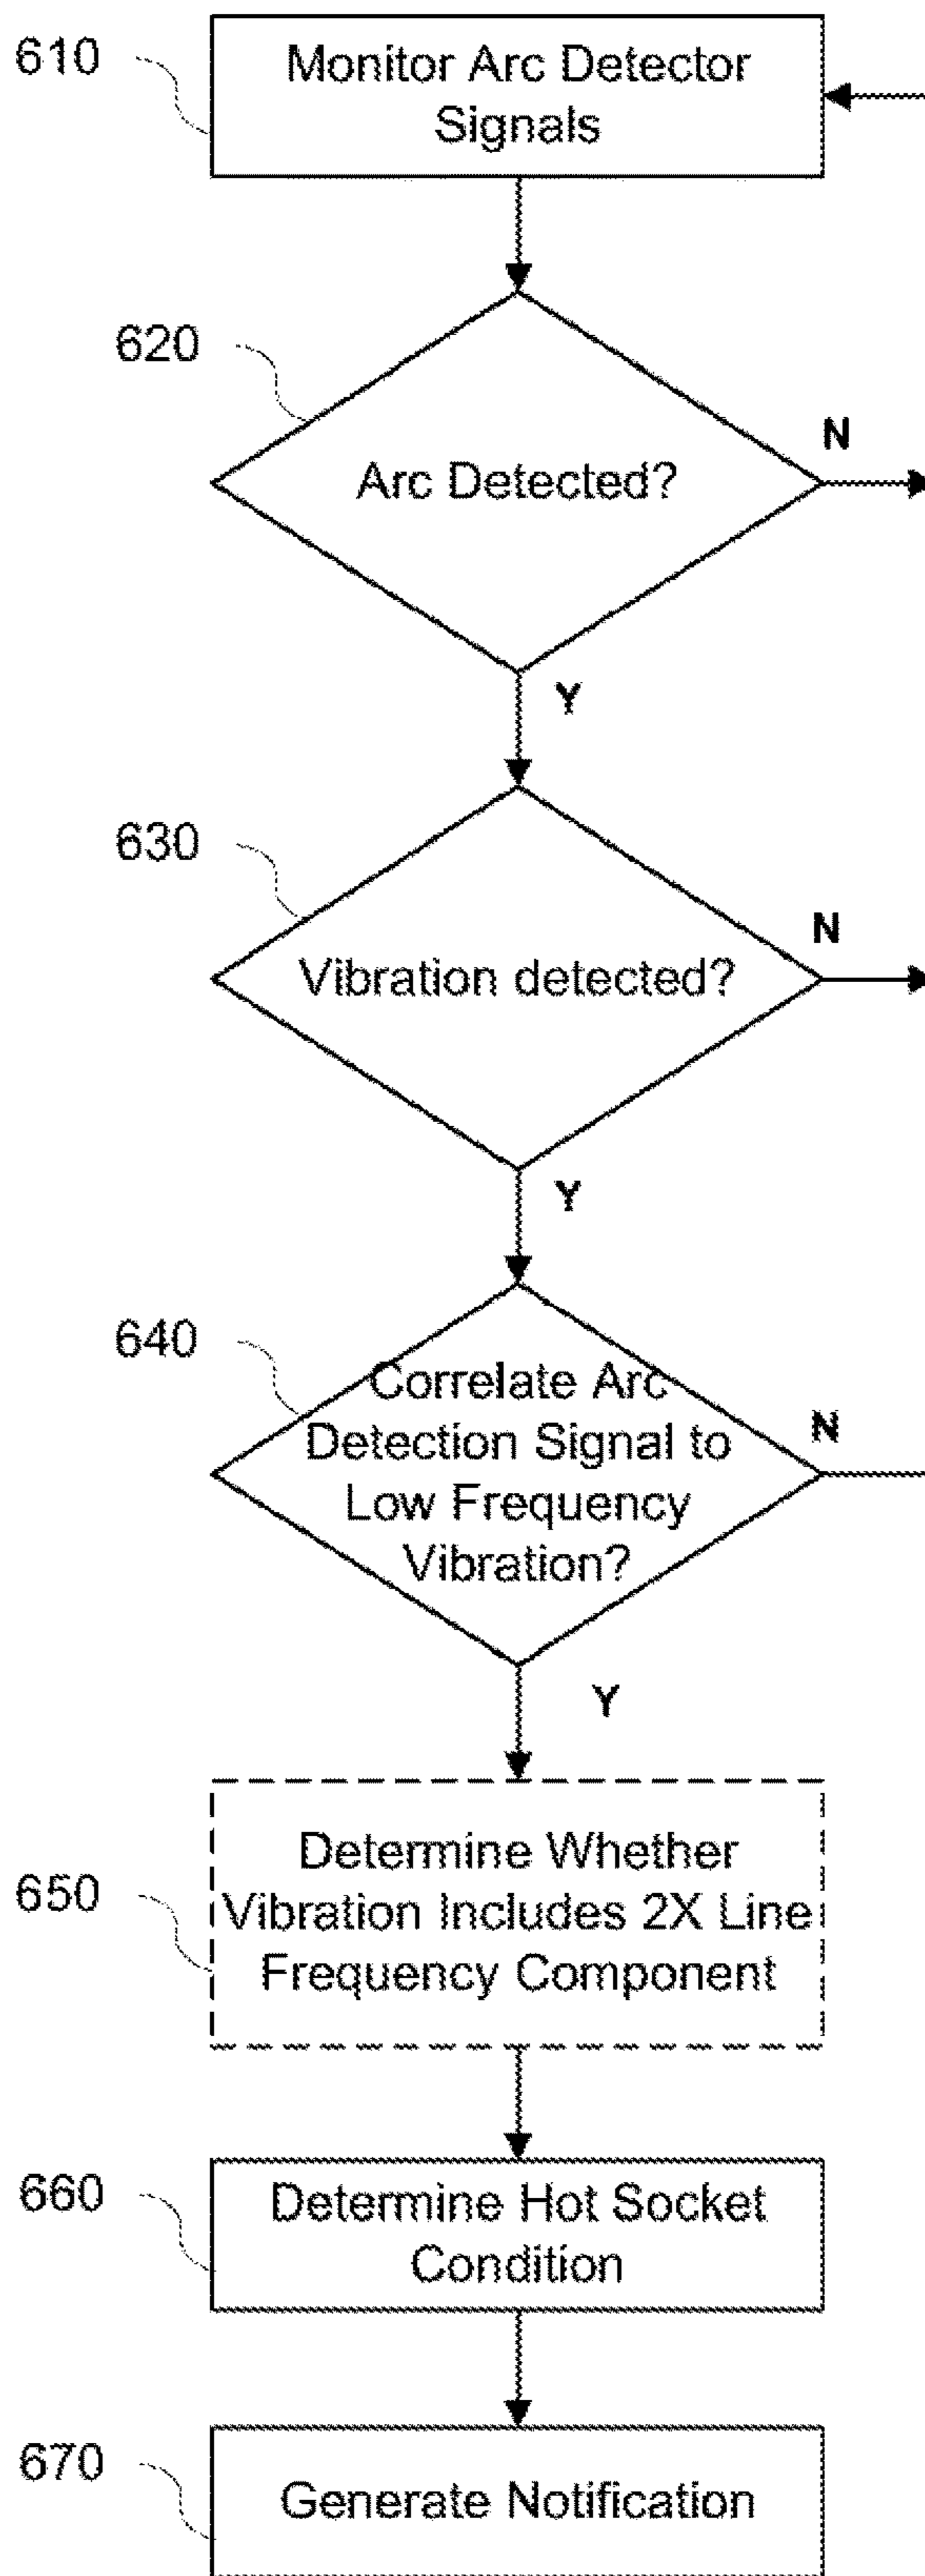 610
Monitor Arc Detector
Signals
620
Arc Detected?
N
Y
630
Vibration detected?
N
Y
640
Correlate Arc
Detection Signal to
Low Frequency
Vibration?
N
Y
650
Determine Whether
Vibration Includes 2X Line
Frequency Component
660
Determine Hot Socket
Condition
670
Generate Notification